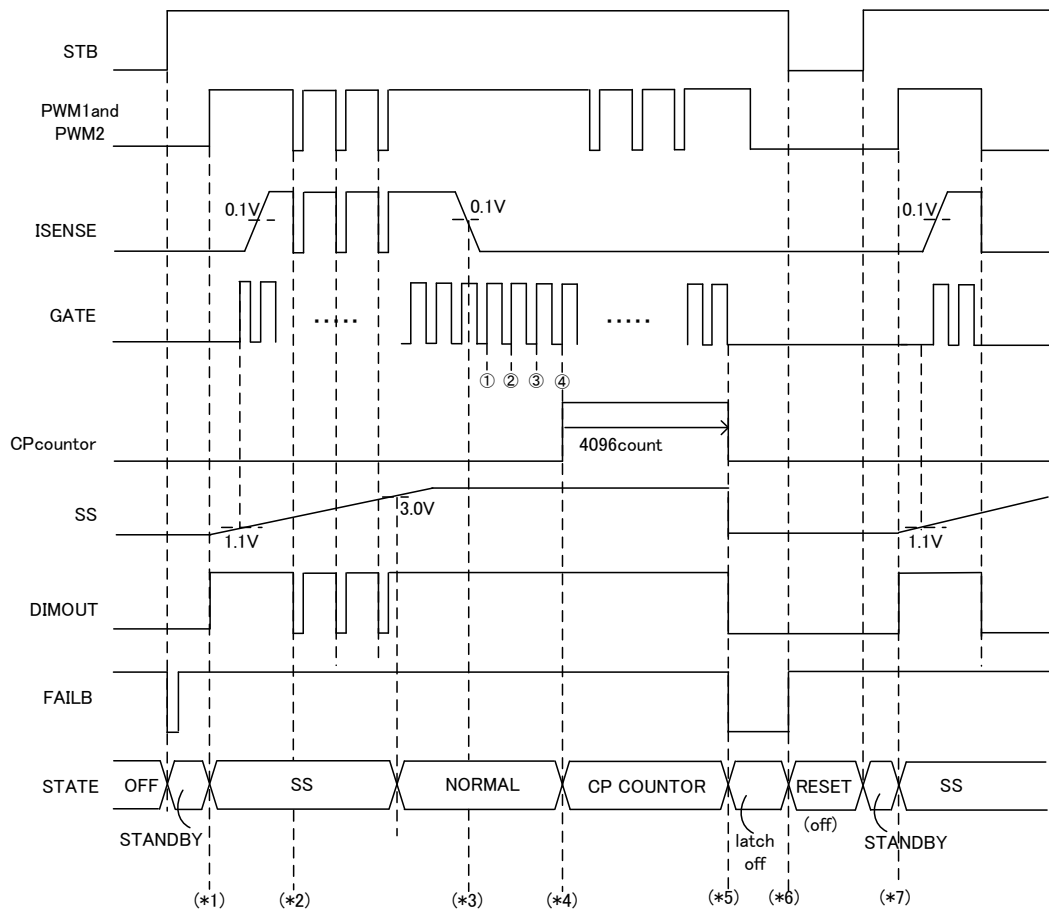 STB
PWM1and
PWM2
0.1V
0.1V
0.1V
ISENSE
GATE
.....
.....
① ② ③ ④
CPcountor
4096count
SS
3.0V
1.1V
1.1V
DIMOUT
FAILB
STATE
OFF
SS
NORMAL
CP COUNTOR
RESET
SS
(off)
STANDBY
latch
off
STANDBY
(*1) (*2) (*3) (*4) (*5) (*6) (*7)